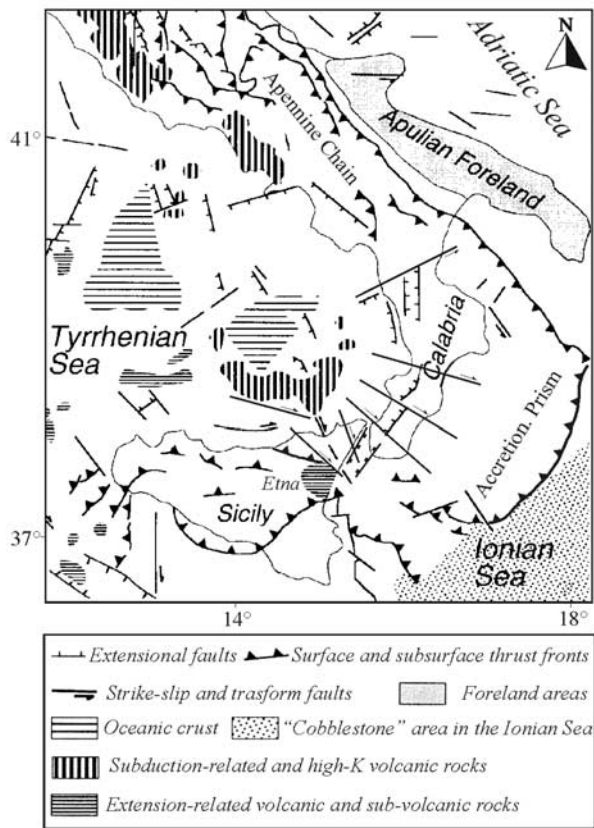 N
Adriatic Sea
41°
Apennine Chain
Apulian Foreland
Tyrrhenian
Sea
Calabria
Accretion. Prism
Etna
Sicily
37°
Ionian
Sea
14°
18°
Extensional faults
Surface and subsurface thrust fronts
Strike-slip and trasform faults
Foreland areas
Oceanic crust
"Cobblestone" area in the Ionian Sea
Subduction-related and high-K volcanic rocks
Extension-related volcanic and sub-volcanic rocks